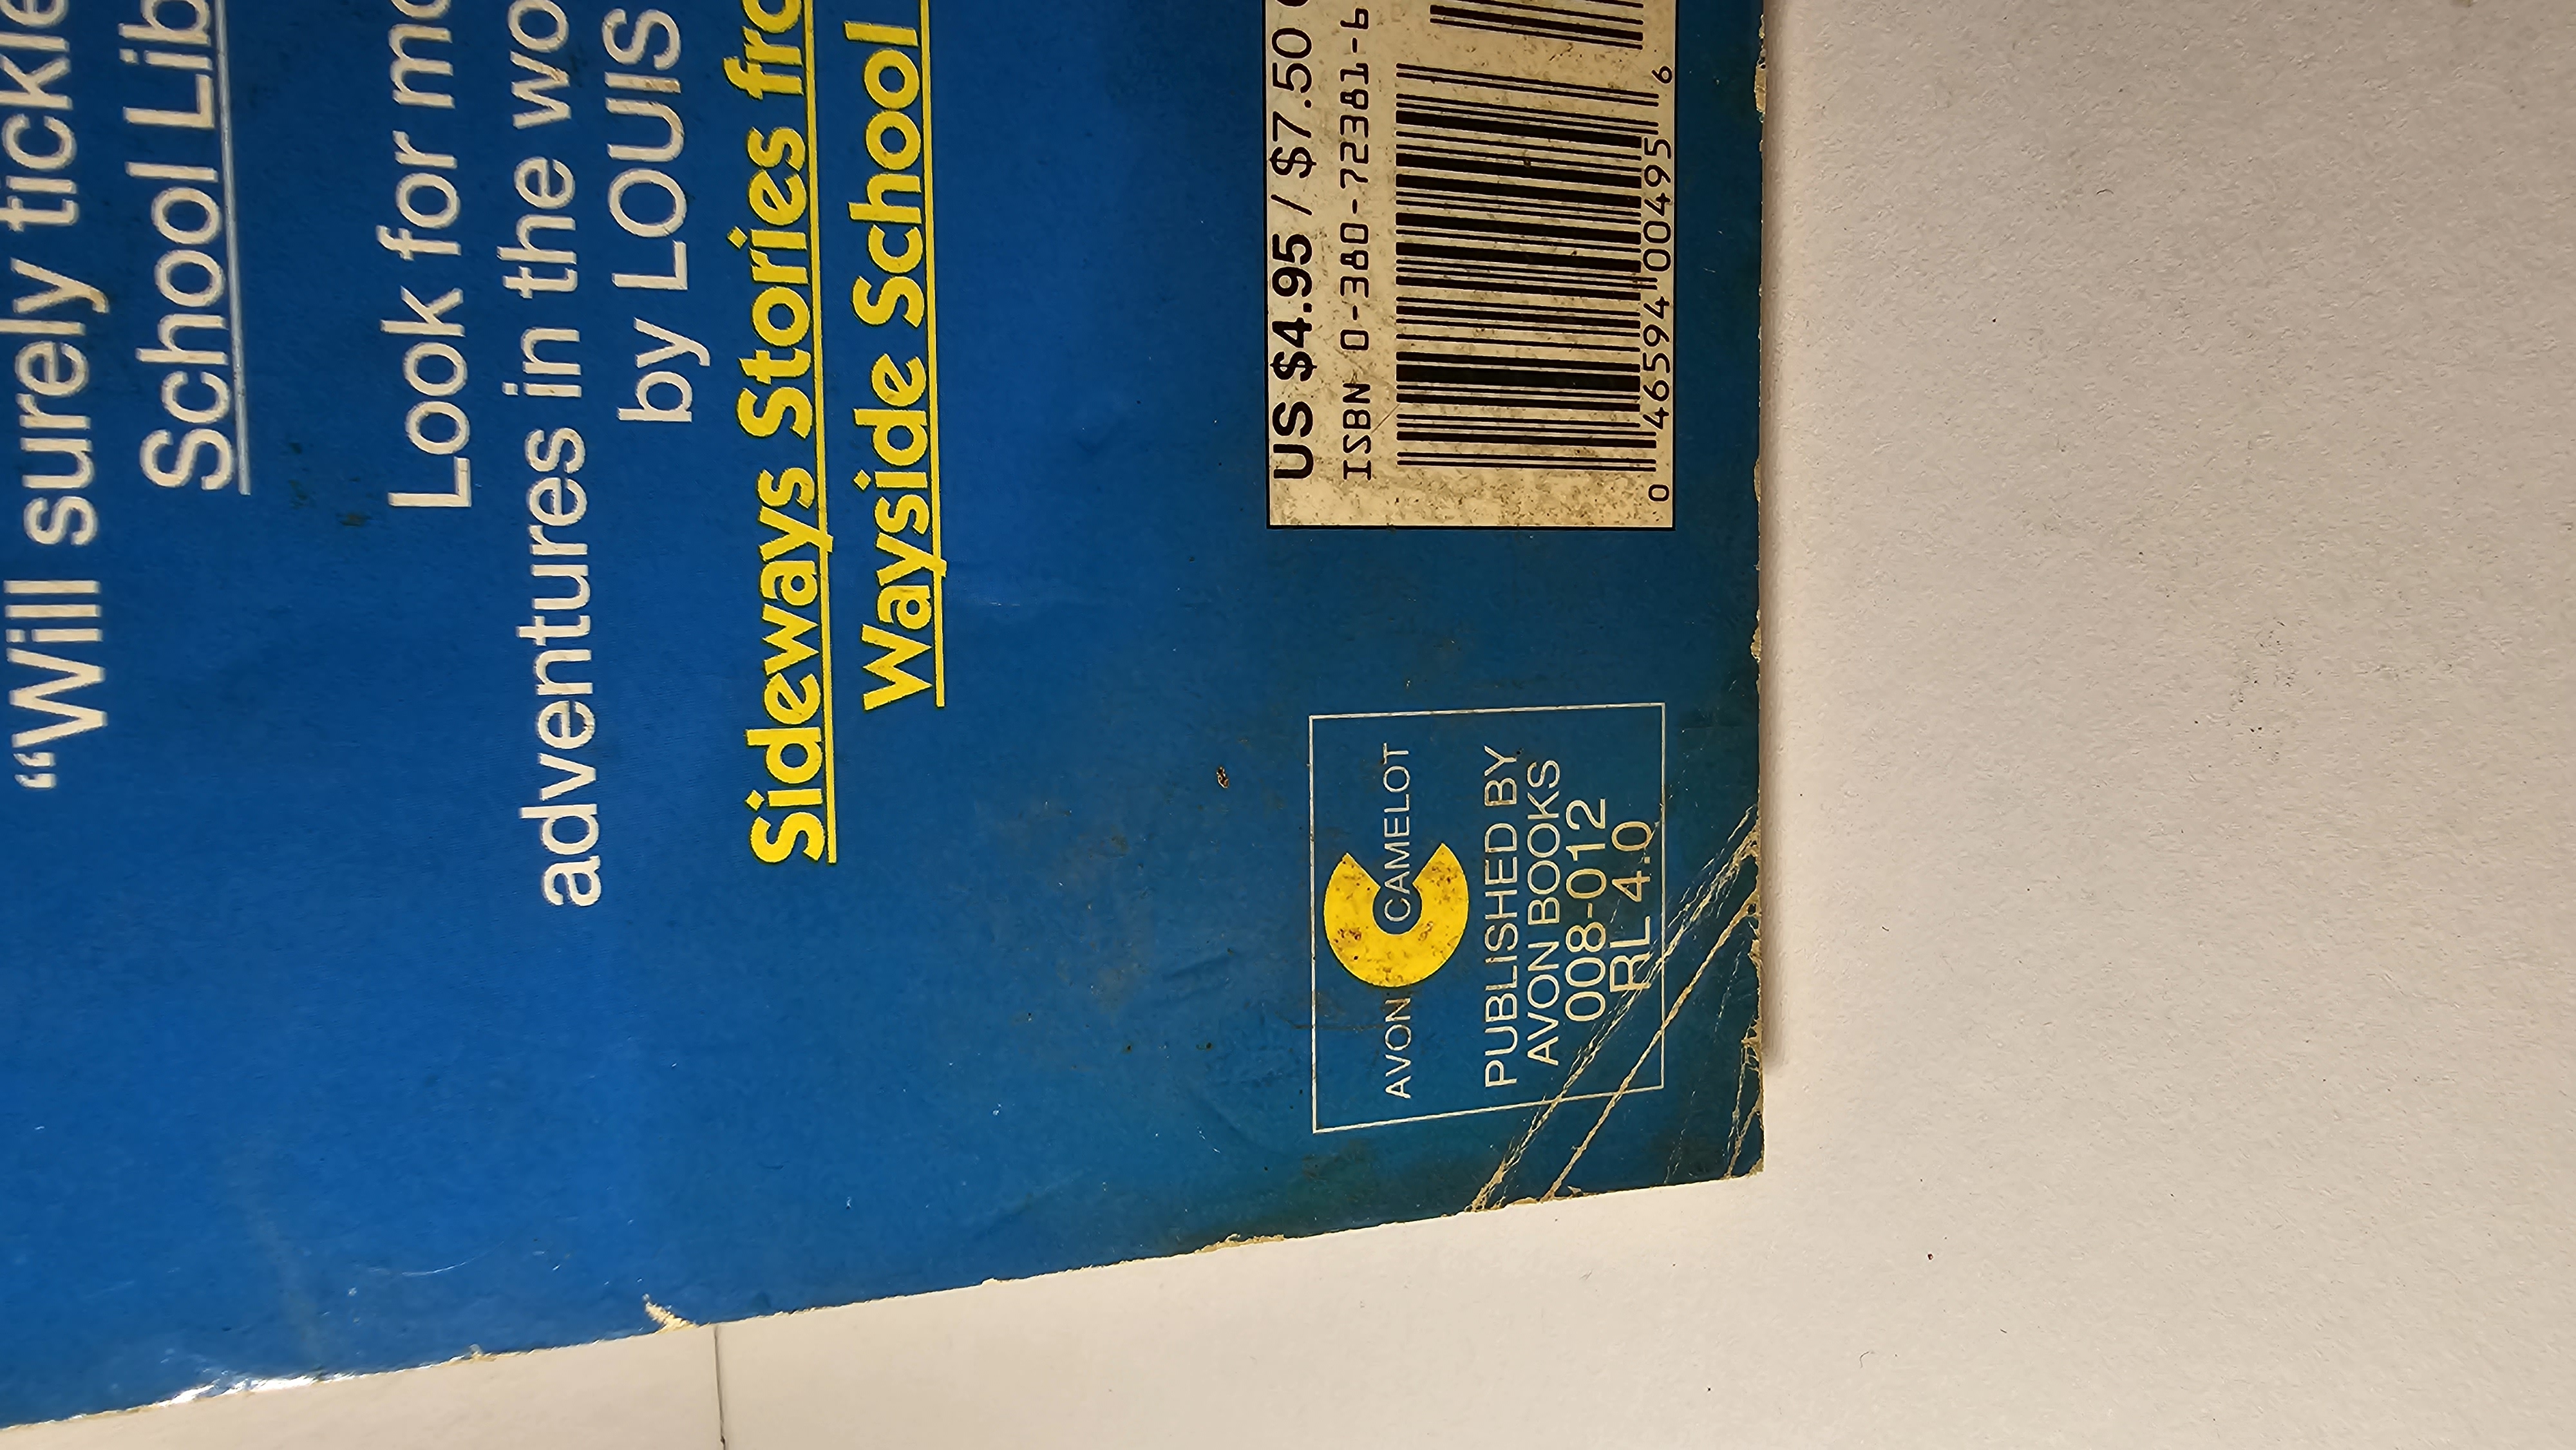 “Will surely tickle
School Lib
Look for mo
adventures in the wo
by LOUIS
Sideways Stories fro
Wayside School
AVON CAMELOT
PUBLISHED BY
AVON BOOKS
008-012
RL 4.0
US $4.95 / $7.50
ISBN 0-380-72381-6
0 46594 00495 6